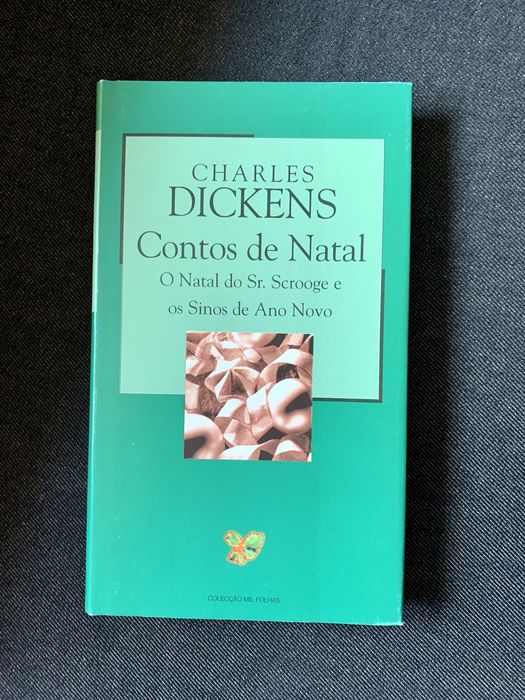 CHARLES
DICKENS
Contos de Natal
O Natal do Sr. Scrooge e
os Sinos de Ano Novo
COLECÇÃO MIL FOLHAS